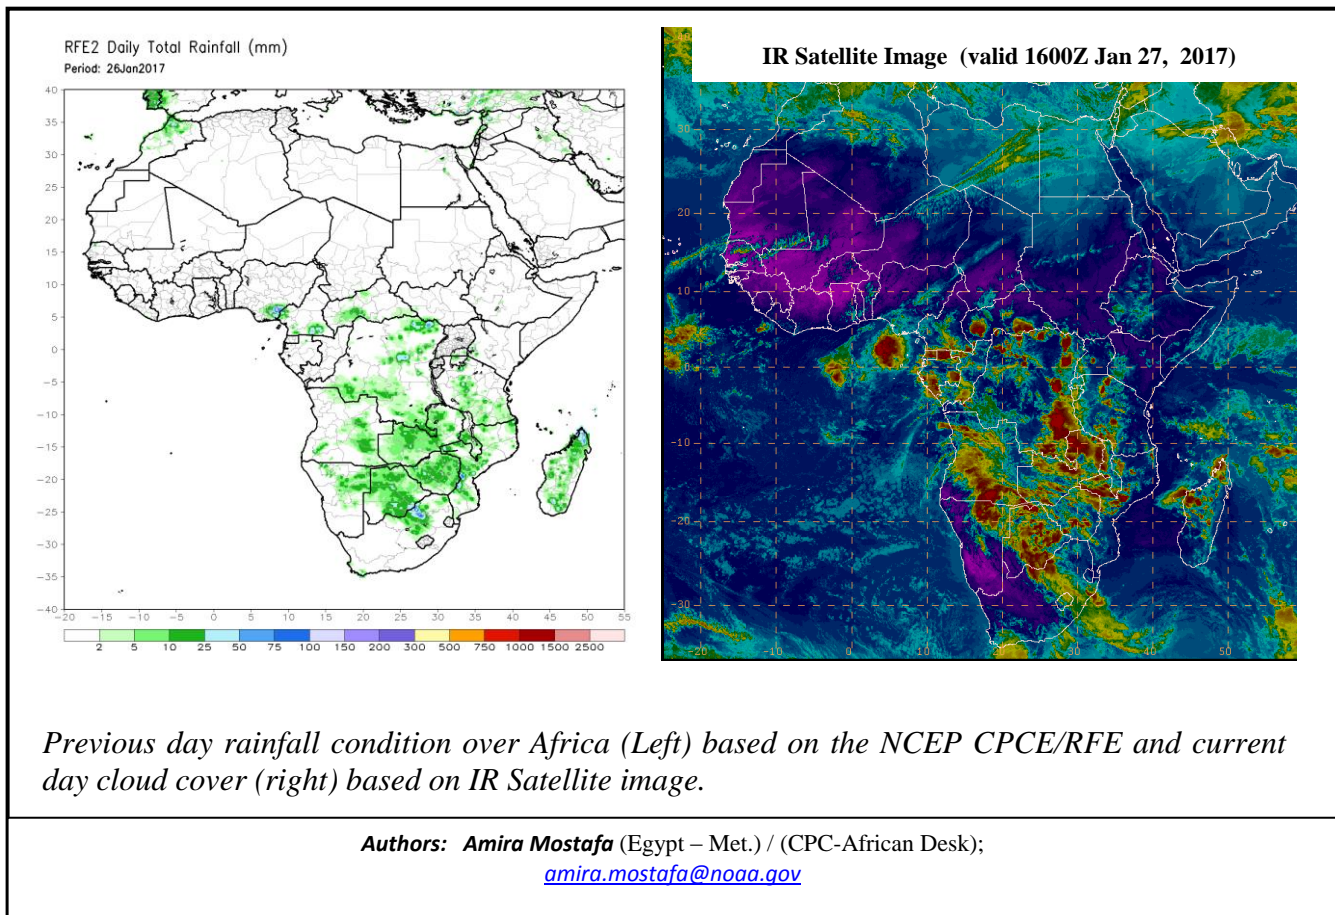 RFE2 Daily Total Rainfall (mm)
Period: 26Jan2017
40
35
30
25
20
15
10
5
0
−5
−10
−15
−20
−25
−30
−35
−40
−20 −15 −10 −5 0 5 10 15 20 25 30 35 40 45 50 55
2 5 10 25 50 75 100 150 200 300 500 750 1000 1500 2500
IR Satellite Image (valid 1600Z Jan 27, 2017)
30
20
10
0
-10
-20
-30
-20 -10 0 10 20 30 40 50
Previous day rainfall condition over Africa (Left) based on the NCEP CPCE/RFE and current
day cloud cover (right) based on IR Satellite image.
Authors: Amira Mostafa (Egypt – Met.) / (CPC-African Desk);
amira.mostafa@noaa.gov